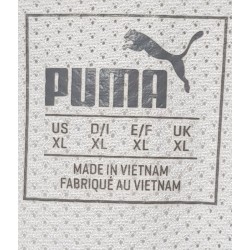 PUMA
US D/I E/F UK
XL XL XL XL
MADE IN VIETNAM
FABRIQUÉ AU VIETNAM